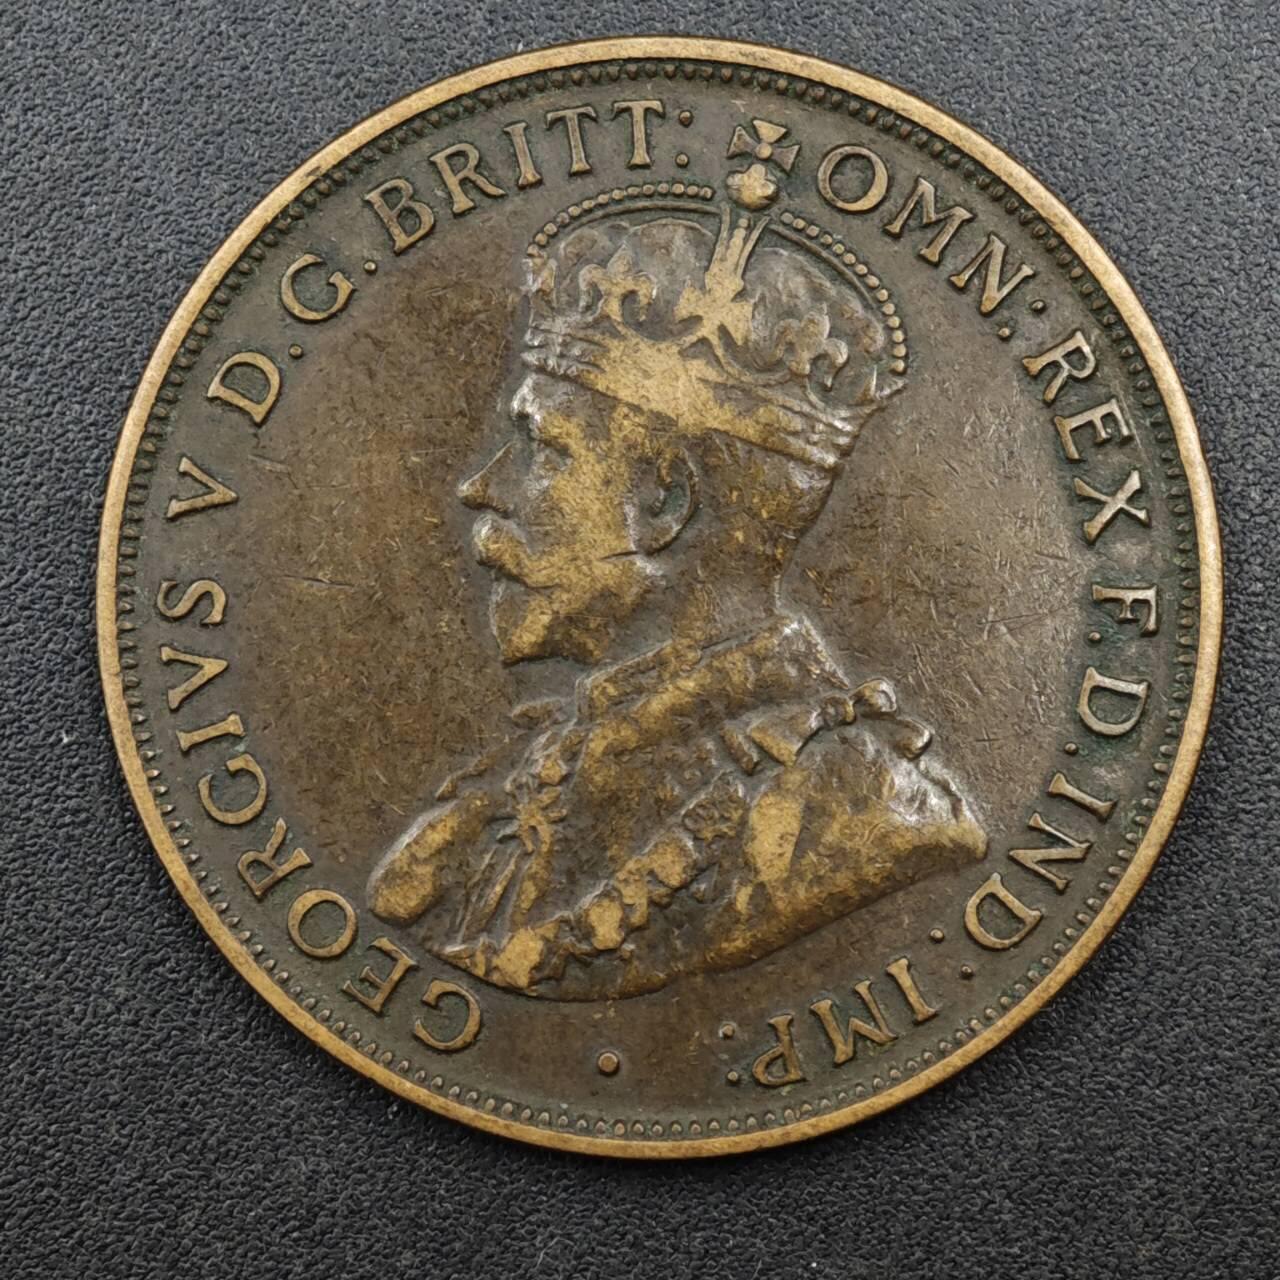 GEORGIVS V D.G.BRITT: OMN: REX F.D.IND: IMP: